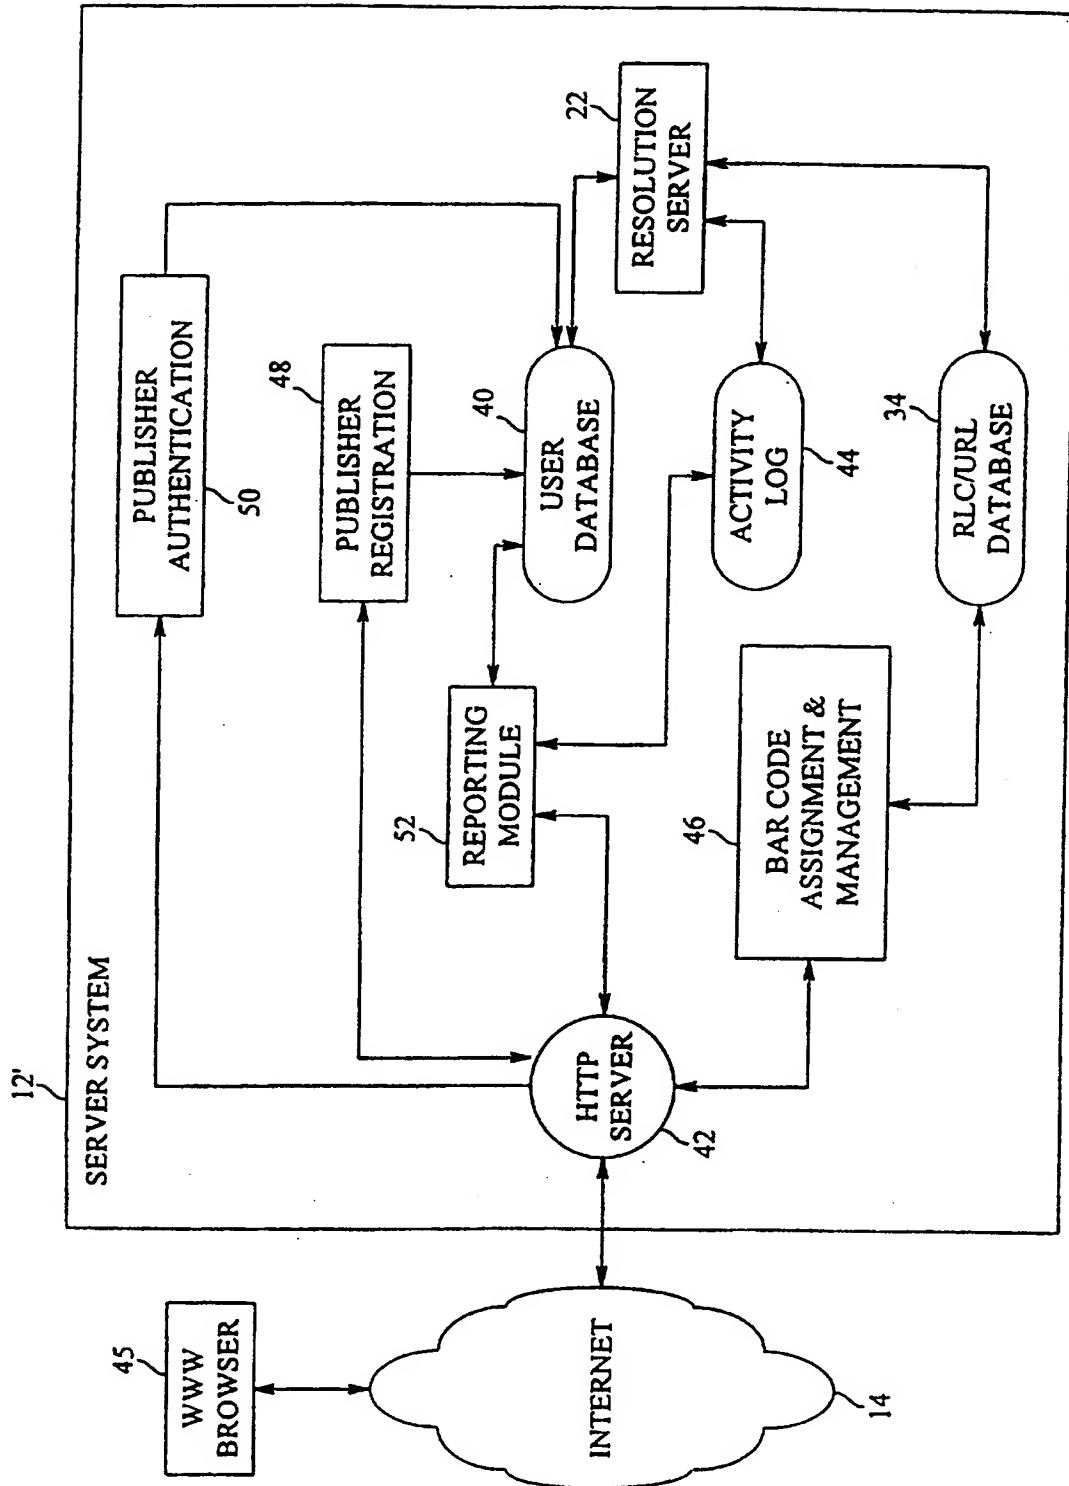 12'
SERVER SYSTEM
45
WWW
BROWSER
INTERNET
14
HTTP
SERVER
42
PUBLISHER
AUTHENTICATION
50
48
PUBLISHER
REGISTRATION
52
REPORTING
MODULE
40
USER
DATABASE
22
RESOLUTION
SERVER
ACTIVITY
LOG
44
46
BAR CODE
ASSIGNMENT &
MANAGEMENT
34
RLC/URL
DATABASE